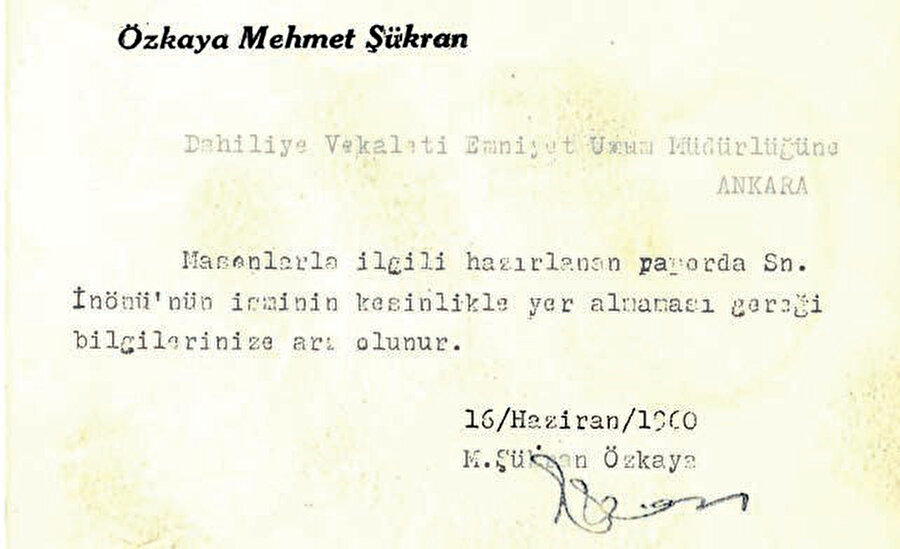 Özkaya Mehmet Şükran
Dahiliye Vekaleti Emniyet Umum Müdürlüğüne
ANKARA
Masonlarla ilgili hazırlanan raporda Sn.
İnönü'nün isminin kesinlikle yer almaması gereği
bilgilerinize arz olunur.
16/Haziran/1960
M.Şükran Özkaya